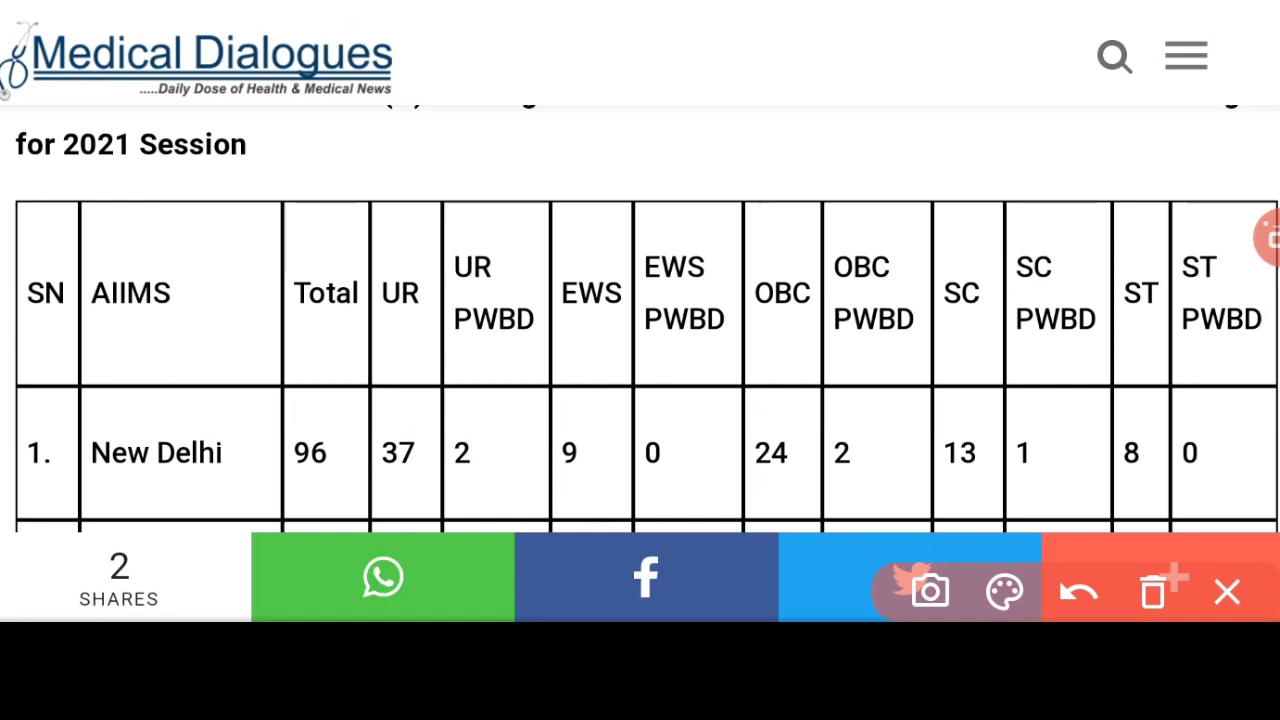 Medical Dialogues
.....Daily Dose of Health & Medical News
for 2021 Session
SN AIIMS Total UR UR PWBD EWS EWS PWBD OBC OBC PWBD SC SC PWBD ST ST PWBD
1. New Delhi 96 37 2 9 0 24 2 13 1 8 0
2
SHARES